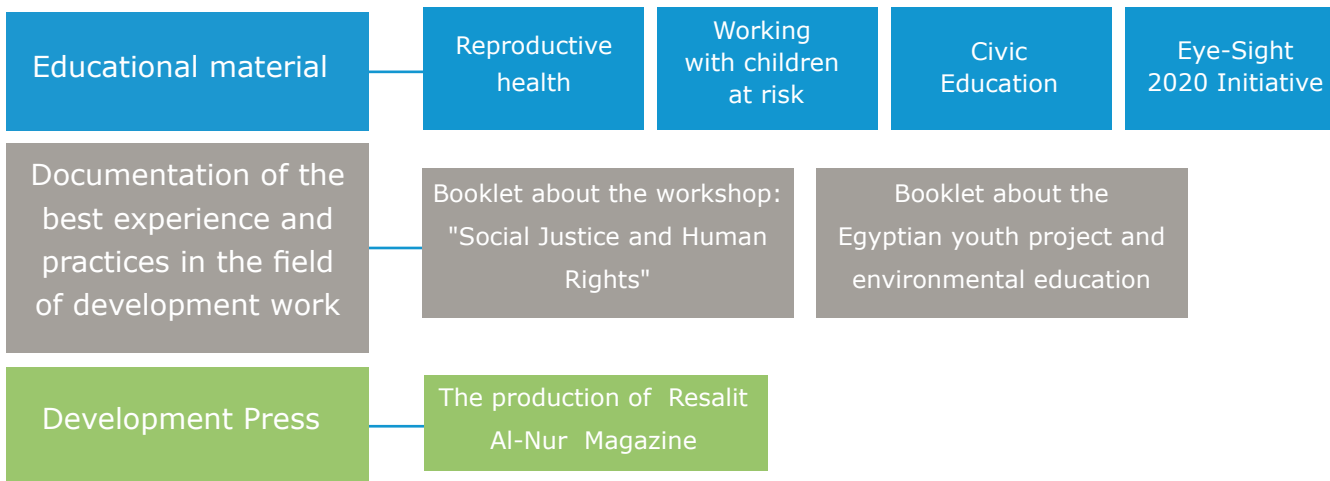 Educational material
Reproductive
health
Working
with children
at risk
Civic
Education
Eye-Sight
2020 Initiative
Documentation of the
best experience and
practices in the field
of development work
Booklet about the workshop:
"Social Justice and Human
Rights"
Booklet about the
Egyptian youth project and
environmental education
Development Press
The production of Resalit
Al-Nur Magazine